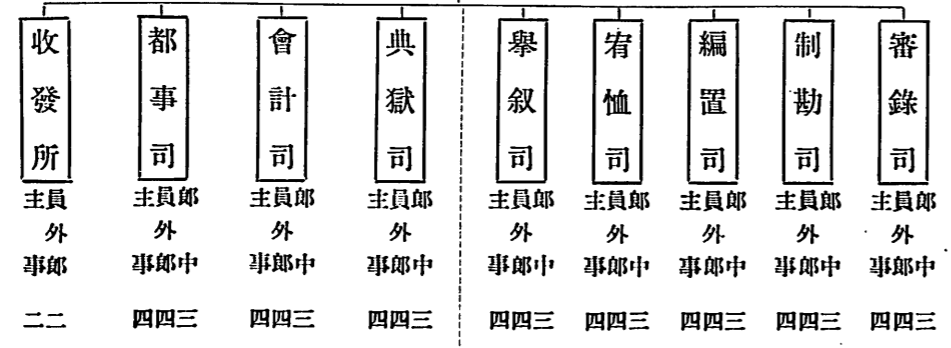 審錄司
郎中三
員外郎四
主事四
制勘司
郎中三
員外郎四
主事四
編置司
郎中三
員外郎四
主事四
宥恤司
郎中三
員外郎四
主事四
擧叙司
郎中三
員外郎四
主事四
典獄司
郎中三
員外郎四
主事四
會計司
郎中三
員外郎四
主事四
都事司
郎中三
員外郎四
主事四
收發所
員外郎二
主事二